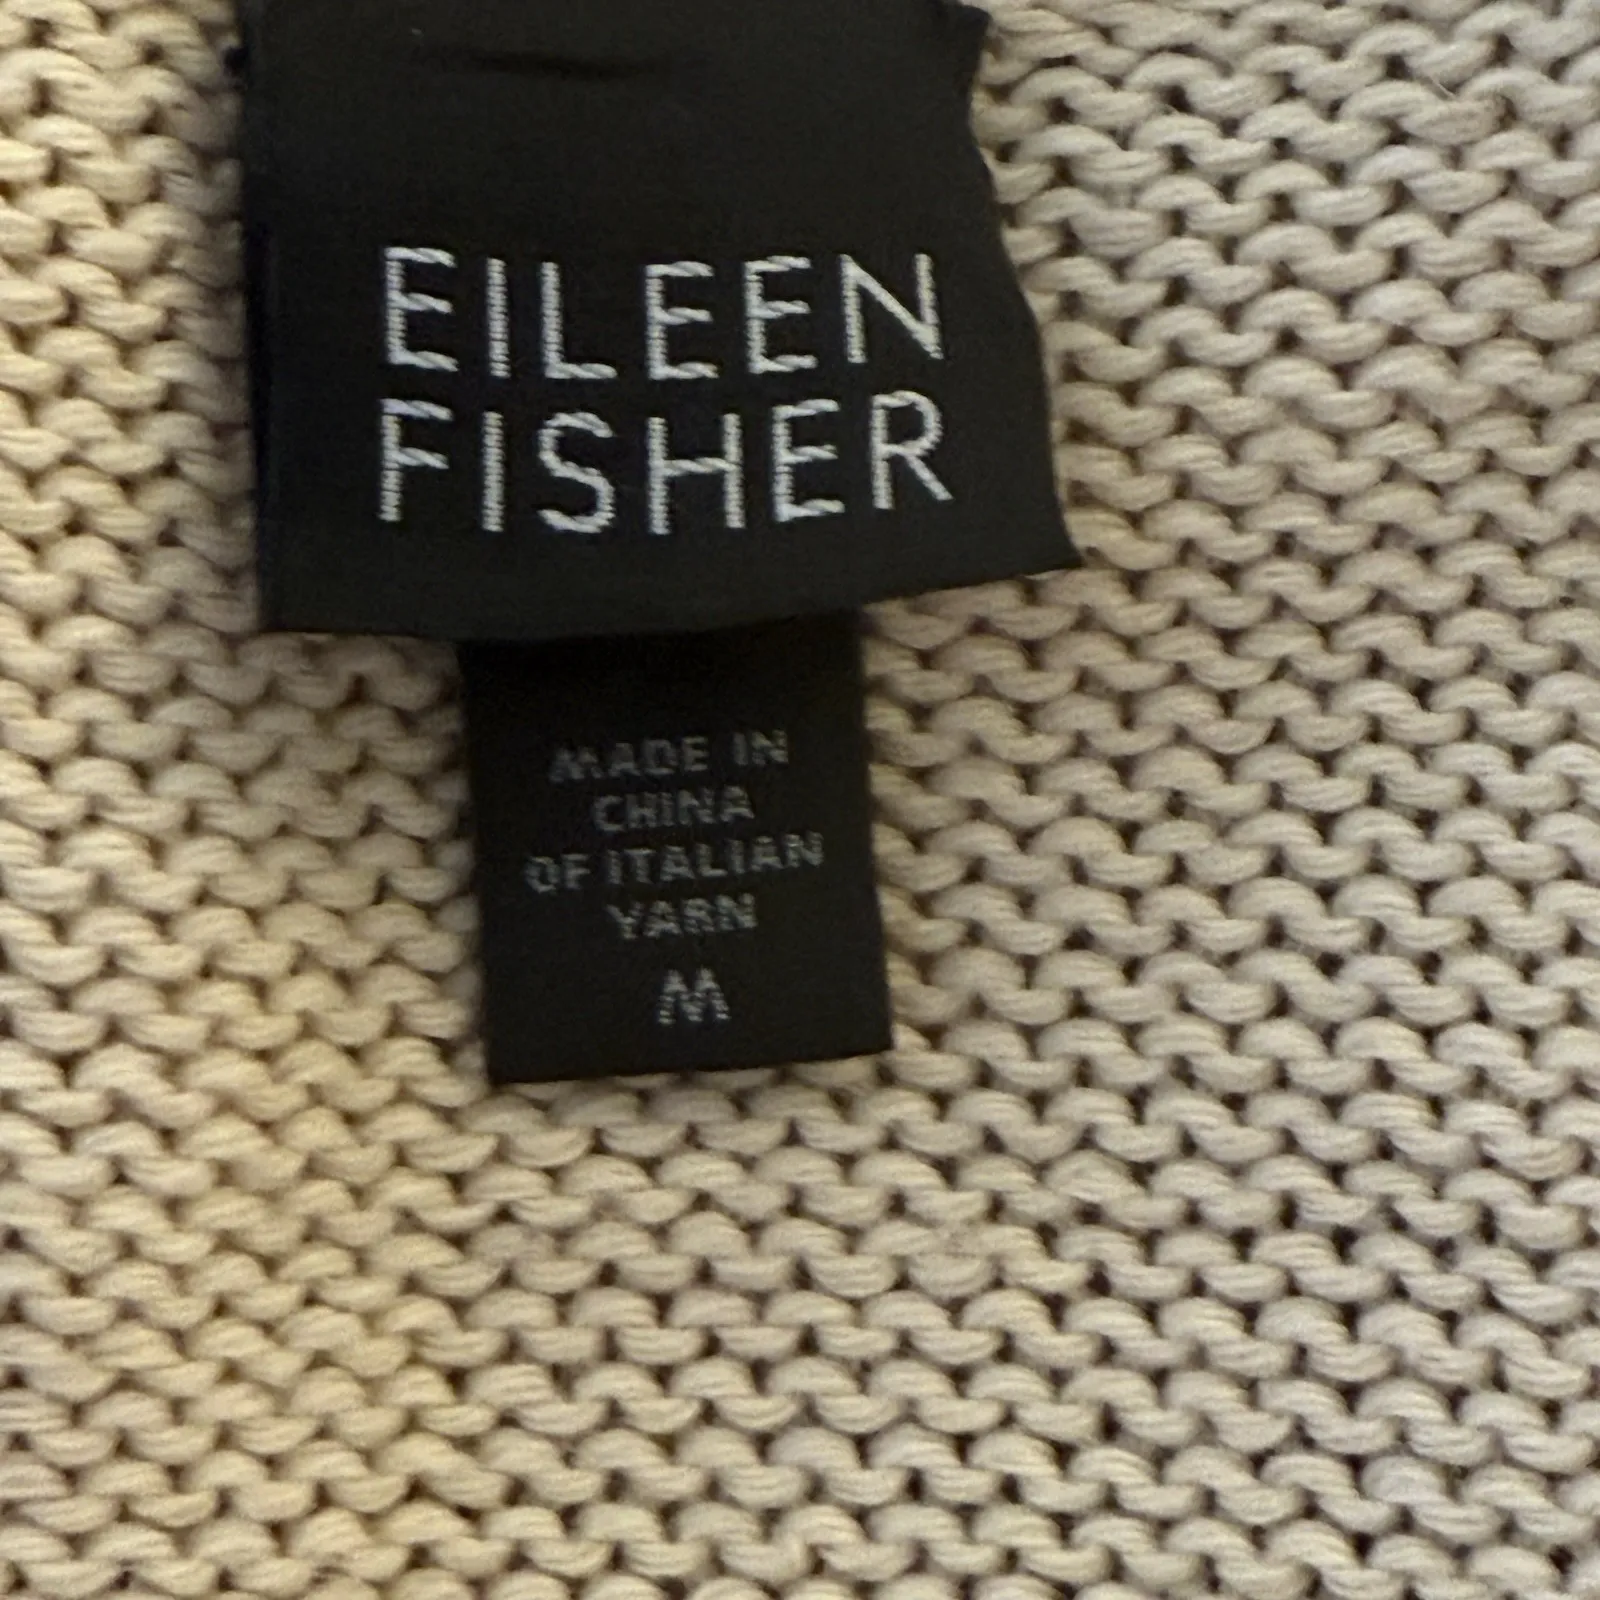 EILEEN
FISHER
MADE IN
CHINA
OF ITALIAN
YARN
M